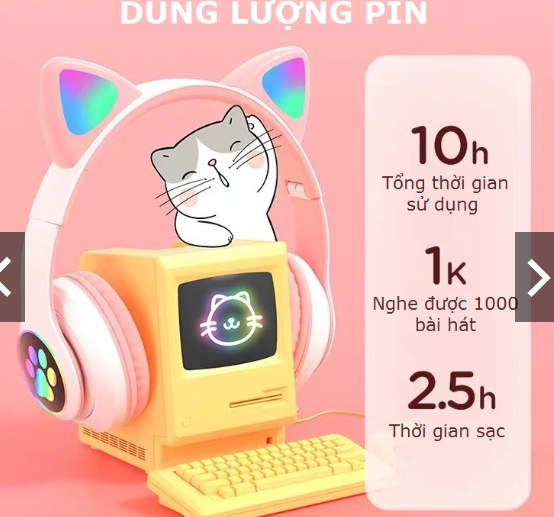 DUNG LƯỢNG PIN
10h
Tổng thời gian
sử dụng
1K
Nghe được 1000
bài hát
2.5h
Thời gian sạc